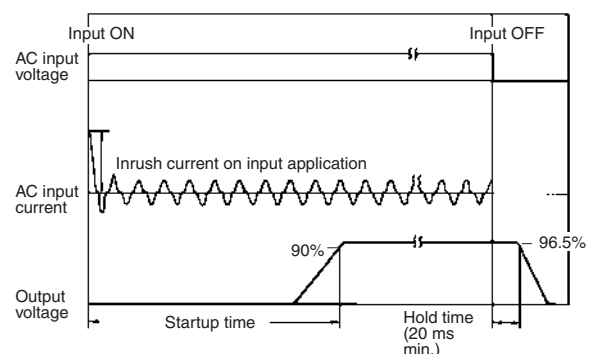 Input ON
Input OFF
AC input
voltage
Inrush current on input application
AC input
current
90%
96.5%
Output
voltage
Startup time
Hold time
(20 ms
min.)